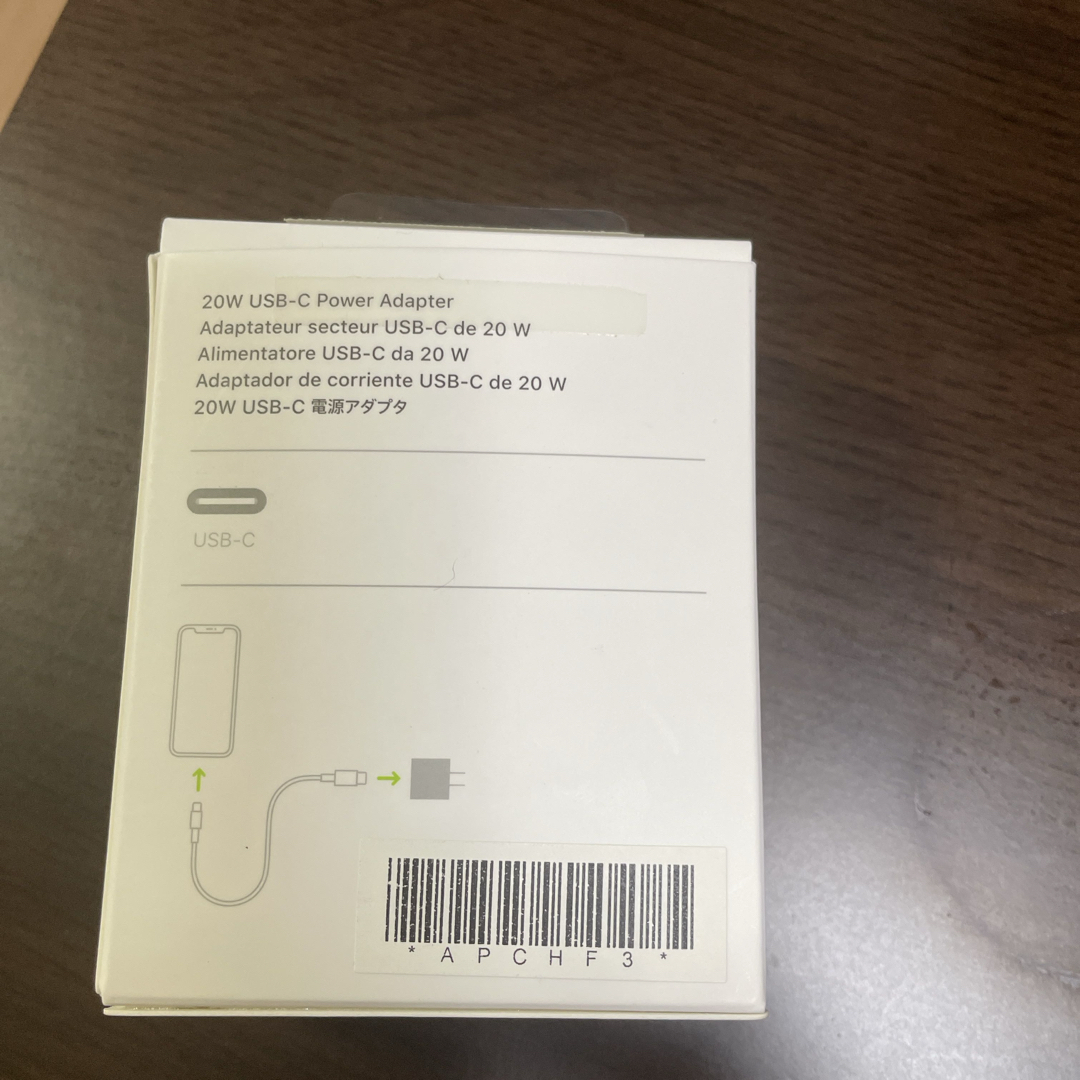 20W USB-C Power Adapter
Adaptateur secteur USB-C de 20 W
Alimentatore USB-C da 20 W
Adaptador de corriente USB-C de 20 W
20W USB-C 電源アダプタ
USB-C
* A P C H F 3 *